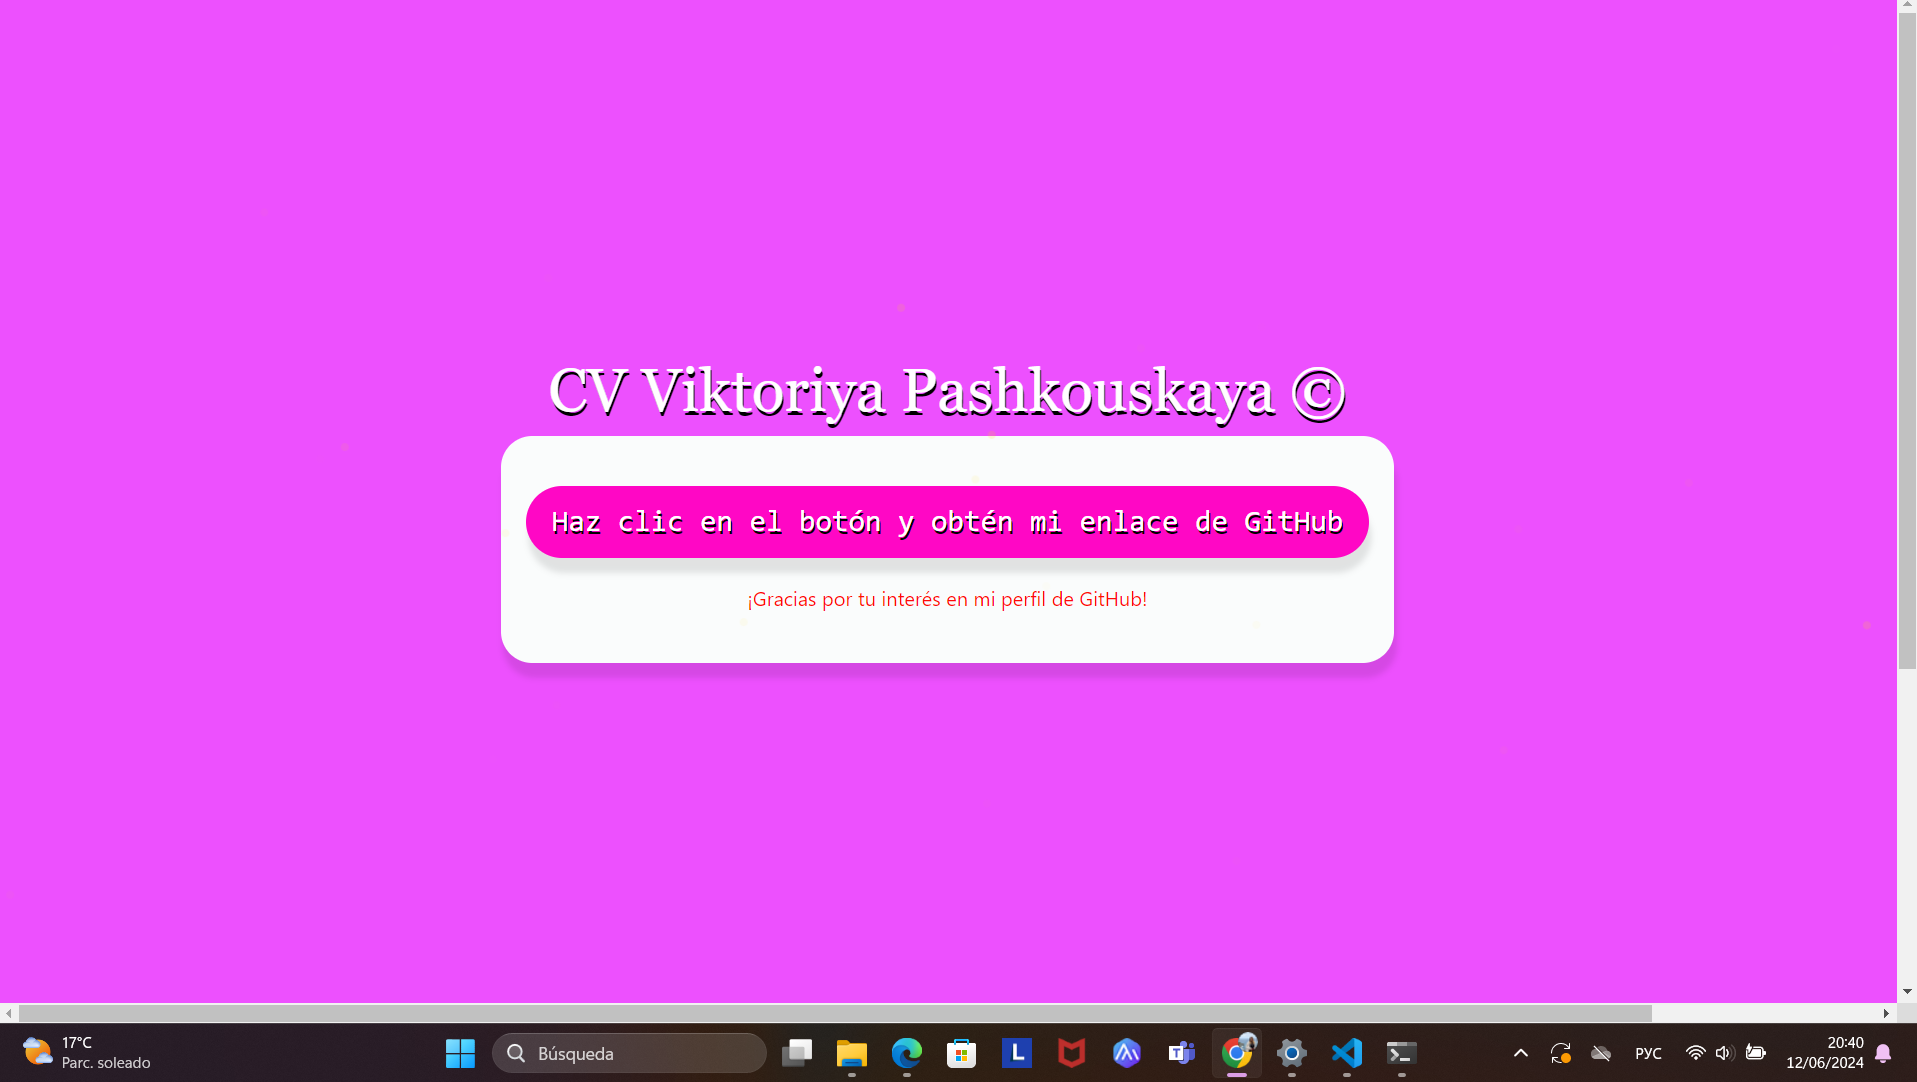 CV Viktoriya Pashkouskaya ©
Haz clic en el botón y obtén mi enlace de GitHub
¡Gracias por tu interés en mi perfil de GitHub!
17°C
Parc. soleado
Búsqueda
L
T
РУС
20:40
12/06/2024